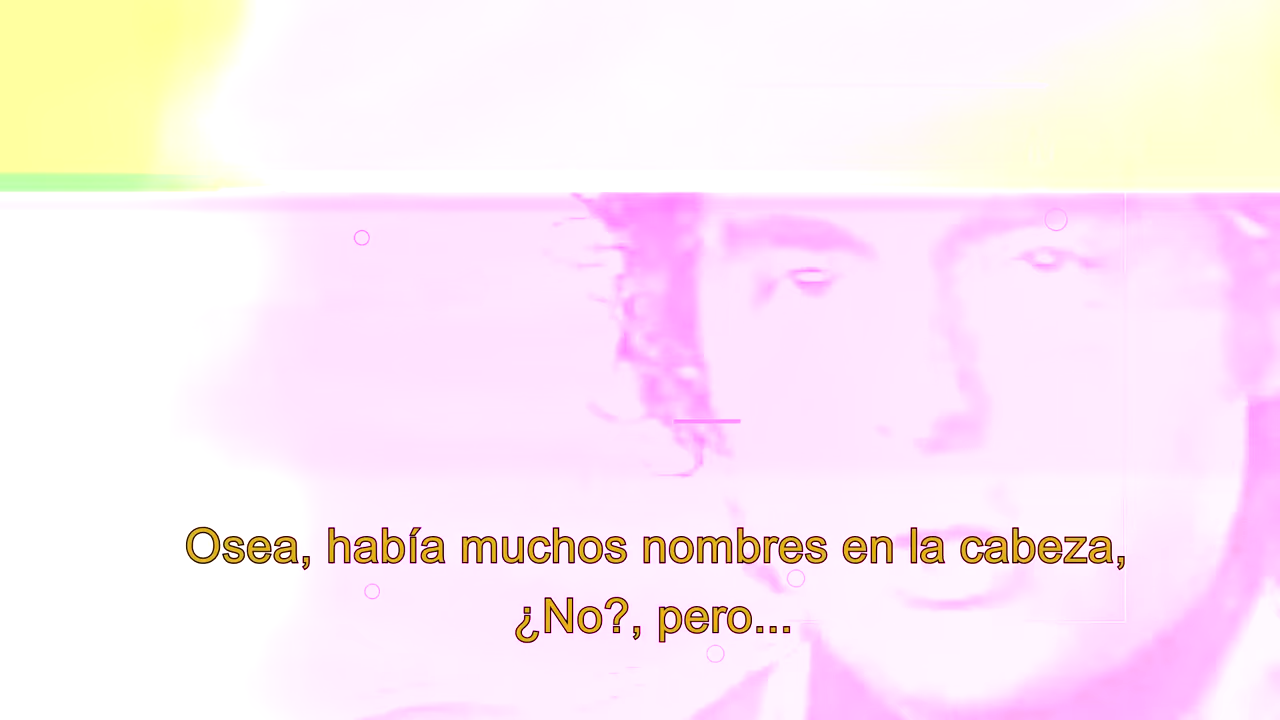 Osea, había muchos nombres en la cabeza,
¿No?, pero...